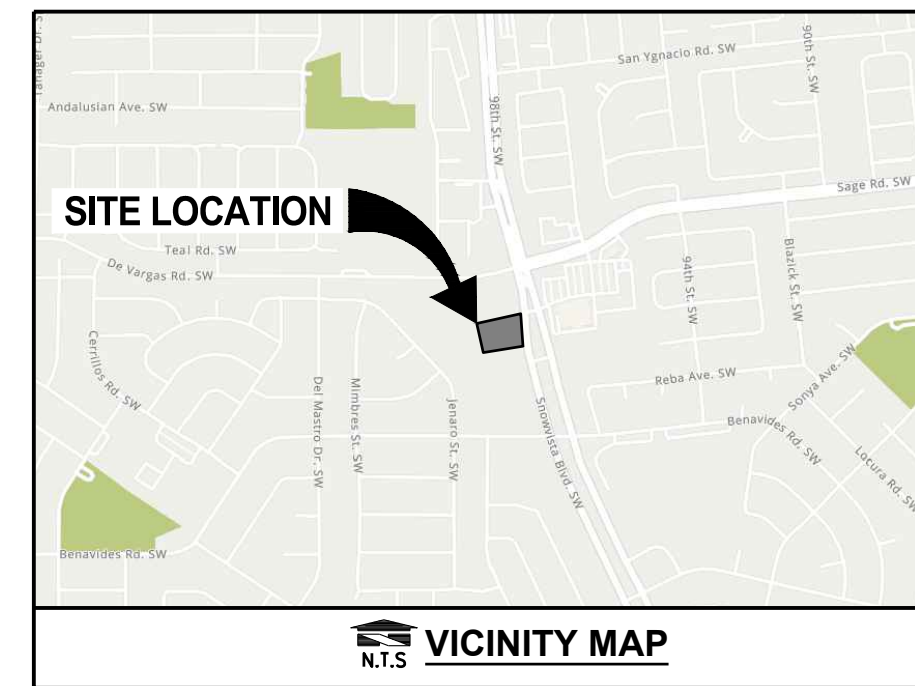 Tanager Dr. S
90th St. SW
San Ygnacio Rd. SW
Andalusian Ave. SW
98th St. SW
Sage Rd. SW
SITE LOCATION
Teal Rd. SW
De Vargas Rd. SW
94th St. SW
Blazick St. SW
Cerrillos Rd. SW
Del Mastro Dr. SW
Mimbres St. SW
Jenaro St. SW
Snowvista Blvd. SW
Reba Ave. SW
Sonya Ave. SW
Benavides Rd. SW
Locura Rd. SW
Benavides Rd. SW
N.T.S
VICINITY MAP